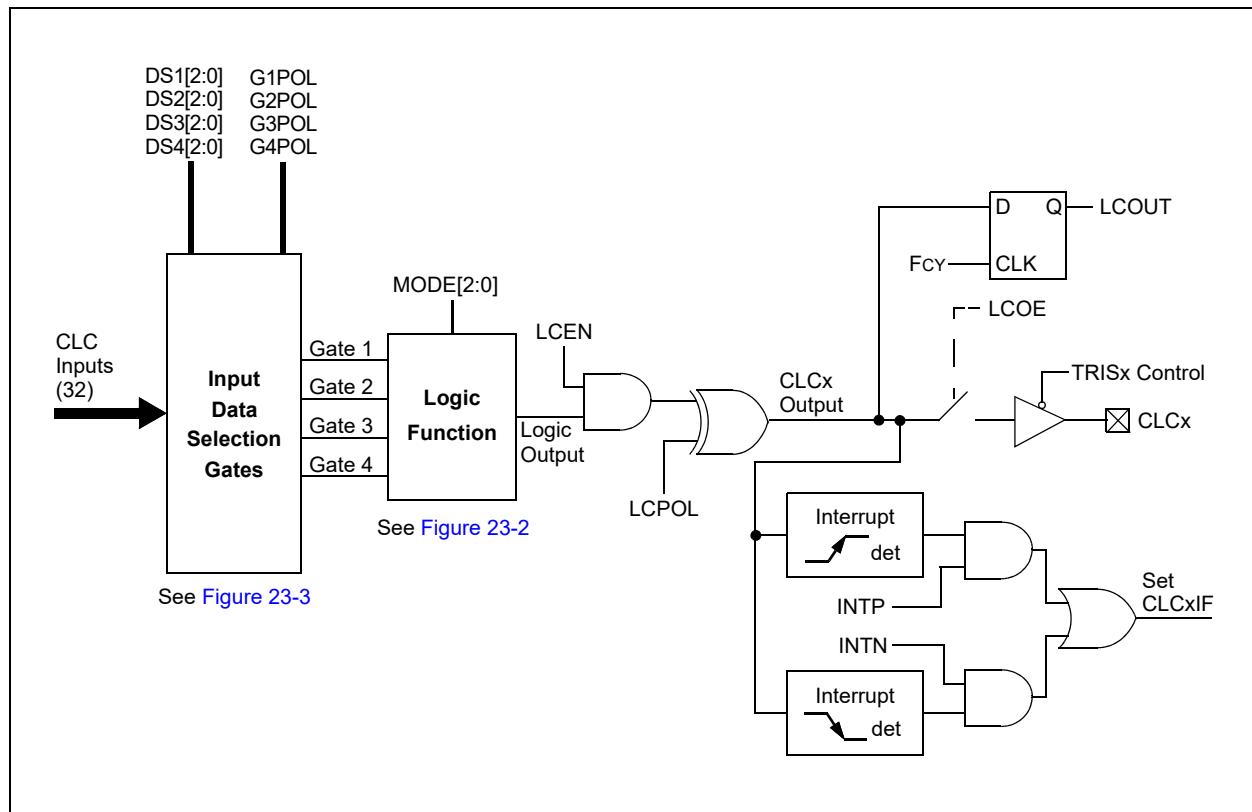 DS1[2:0] G1POL
DS2[2:0] G2POL
DS3[2:0] G3POL
DS4[2:0] G4POL
D Q LCOUT
FCY CLK
MODE[2:0]
LCOE
LCEN
CLC
Inputs
(32)
Input
Data
Selection
Gates
Gate 1
Gate 2
Gate 3
Gate 4
Logic
Function
Logic
Output
CLCx
Output
TRISx Control
CLCx
LCPOL
See Figure 23-2
See Figure 23-3
Interrupt
det
INTP
Set
CLCxIF
INTN
Interrupt
det